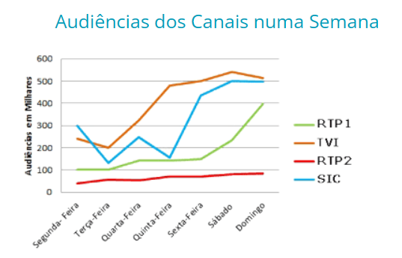 Audiências dos Canais numa Semana
Audiências em Milhares
600
500
400
300
200
100
0
Segunda- Feira
Terça-Feira
Quarta-Feira
Quinta-Feira
Sexta-Feira
Sábado
Domingo
RTP1
TVI
RTP2
SIC